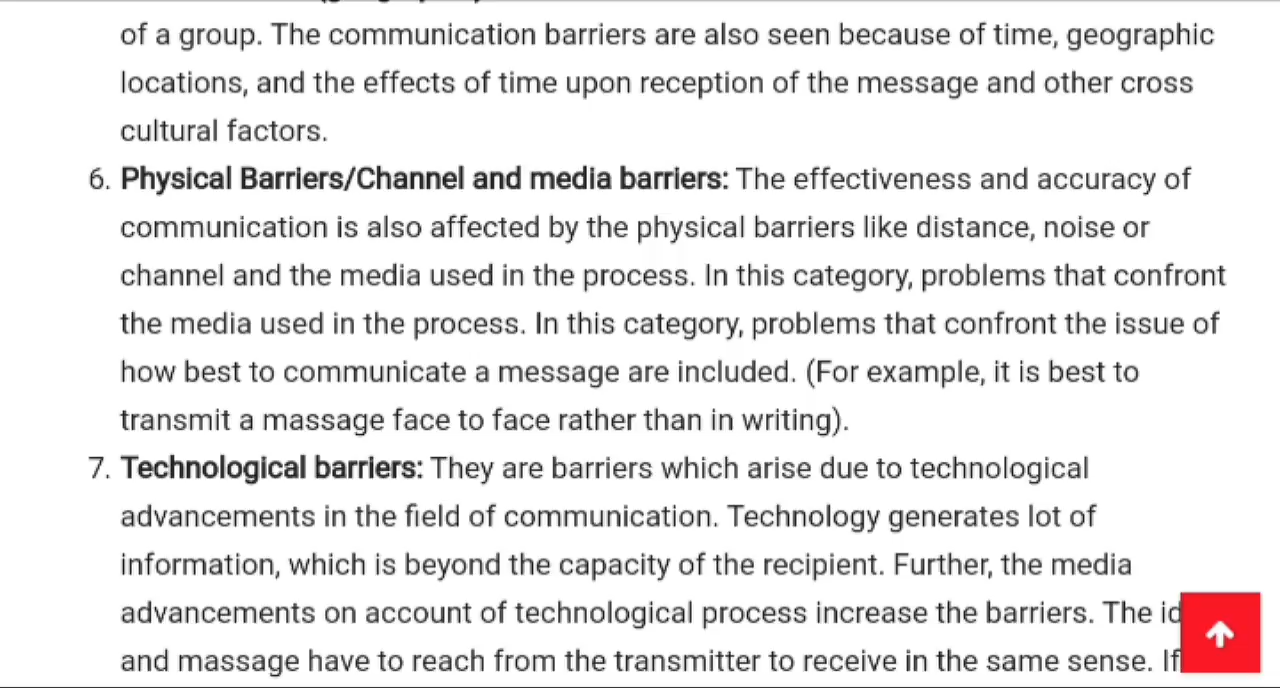 of a group. The communication barriers are also seen because of time, geographic
locations, and the effects of time upon reception of the message and other cross
cultural factors.
6. Physical Barriers/Channel and media barriers: The effectiveness and accuracy of
communication is also affected by the physical barriers like distance, noise or
channel and the media used in the process. In this category, problems that confront
the media used in the process. In this category, problems that confront the issue of
how best to communicate a message are included. (For example, it is best to
transmit a massage face to face rather than in writing).
7. Technological barriers: They are barriers which arise due to technological
advancements in the field of communication. Technology generates lot of
information, which is beyond the capacity of the recipient. Further, the media
advancements on account of technological process increase the barriers. The
and massage have to reach from the transmitter to receive in the same sense. If